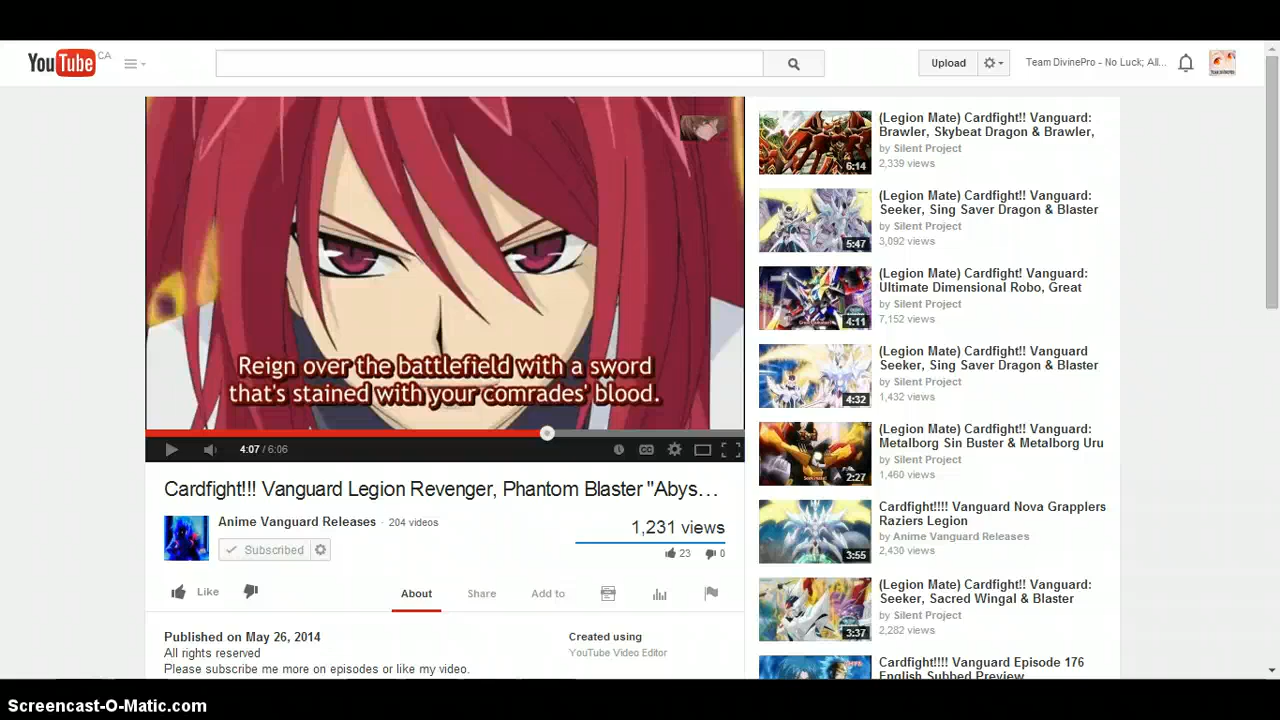 YouTube CA
Upload
Team DivinePro - No Luck; All...
Reign over the battlefield with a sword
that's stained with your comrades' blood.
4:07 / 6:06
CC
Cardfight!!! Vanguard Legion Revenger, Phantom Blaster "Abys...
Anime Vanguard Releases · 204 videos
Subscribed
1,231 views
23 0
Like
About Share Add to
Published on May 26, 2014
All rights reserved
Please subscribe me more on episodes or like my video.
Created using
YouTube Video Editor
6:14
(Legion Mate) Cardfight!! Vanguard:
Brawler, Skybeat Dragon & Brawler,
by Silent Project
2,339 views
5:47
(Legion Mate) Cardfight!! Vanguard:
Seeker, Sing Saver Dragon & Blaster
by Silent Project
3,092 views
4:11
(Legion Mate) Cardfight! Vanguard:
Ultimate Dimensional Robo, Great
by Silent Project
7,152 views
4:32
(Legion Mate) Cardfight!! Vanguard
Seeker, Sing Saver Dragon & Blaster
by Silent Project
1,432 views
2:27
(Legion Mate) Cardfight!! Vanguard:
Metalborg Sin Buster & Metalborg Uru
by Silent Project
1,460 views
3:55
Cardfight!!!! Vanguard Nova Grapplers
Raziers Legion
by Anime Vanguard Releases
2,430 views
3:37
(Legion Mate) Cardfight!! Vanguard:
Seeker, Sacred Wingal & Blaster
by Silent Project
2,282 views
Cardfight!!!! Vanguard Episode 176
English Subbed Preview
Screencast-O-Matic.com